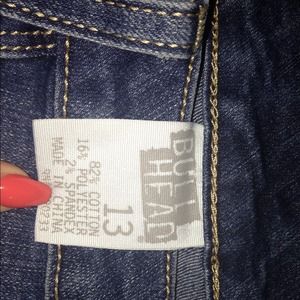 BULL
HEAD
13
82% COTTON
16% POLYESTER
2% SPANDEX
MADE IN CHINA